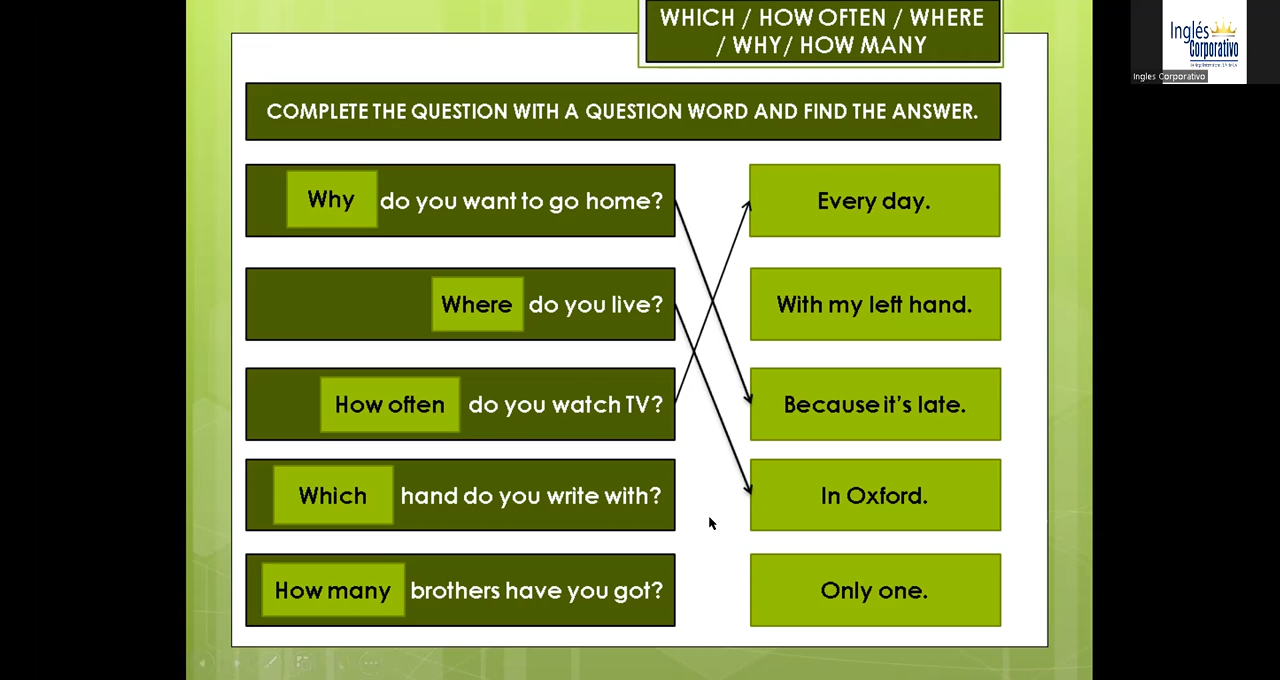 WHICH / HOW OFTEN / WHERE
/ WHY/ HOW MANY
Inglés
Corporativo
Ingles Corporativo
COMPLETE THE QUESTION WITH A QUESTION WORD AND FIND THE ANSWER.
Why do you want to go home?
Every day.
Where do you live?
With my left hand.
How often do you watch TV?
Because it's late.
Which hand do you write with?
In Oxford.
How many brothers have you got?
Only one.